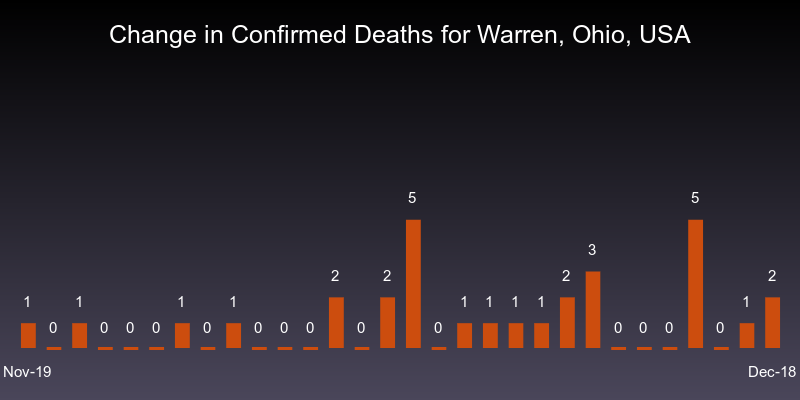 Change in Confirmed Deaths for Warren, Ohio, USA
1 0 1 0 0 0 1 0 1 0 0 0 2 0 2 5 0 1 1 1 1 2 3 0 0 0 5 0 1 2
Nov-19 Dec-18